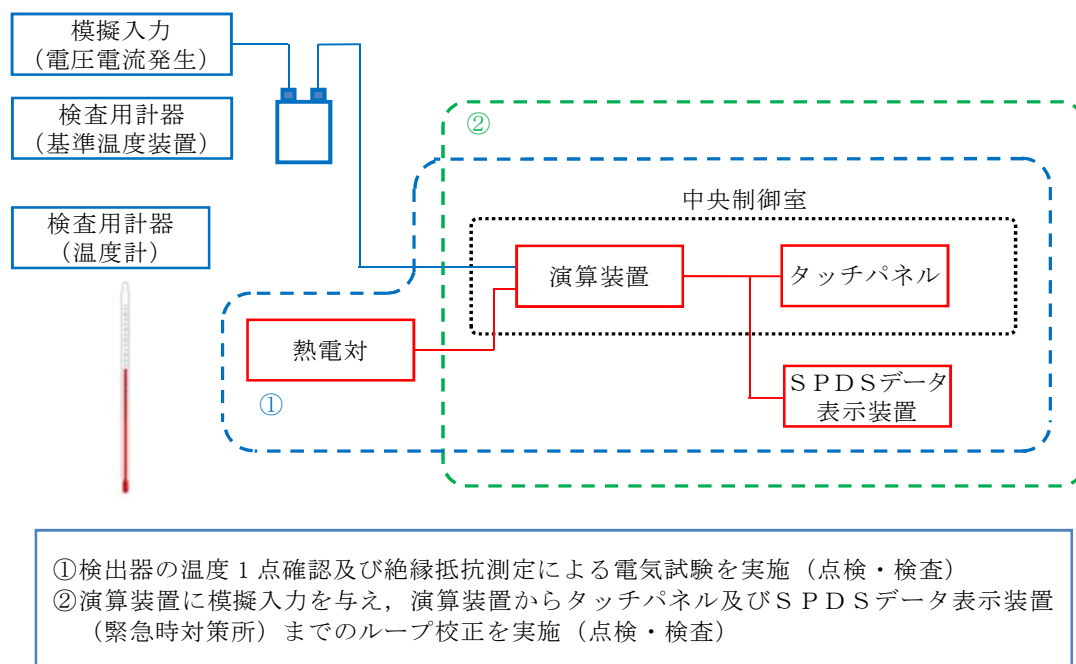 模擬入力
（電圧電流発生）
検査用計器
（基準温度装置）
検査用計器
（温度計）
②
中央制御室
演算装置
タッチパネル
熱電対
①
ＳＰＤＳデータ
表示装置
①検出器の温度１点確認及び絶縁抵抗測定による電気試験を実施（点検・検査）
②演算装置に模擬入力を与え，演算装置からタッチパネル及びＳＰＤＳデータ表示装置
（緊急時対策所）までのループ校正を実施（点検・検査）